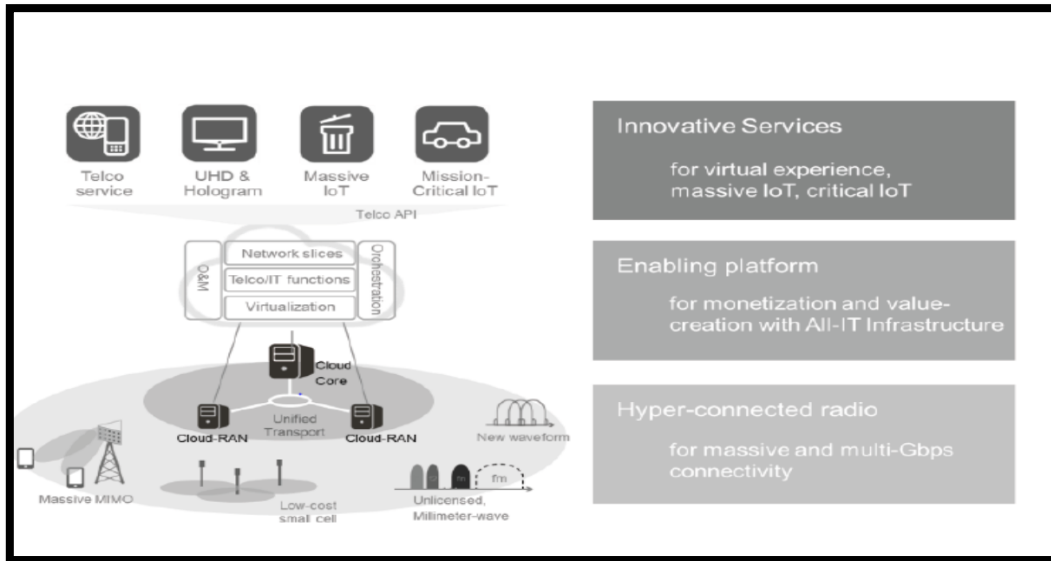 Telco
service
UHD &
Hologram
Massive
IoT
Mission-
Critical IoT
Telco API
O&M
Network slices
Telco/IT functions
Virtualization
Orchestration
Cloud
Core
Cloud-RAN
Unified
Transport
Cloud-RAN
New waveform
Massive MIMO
Low-cost
small cell
fm
Unlicensed,
Millimeter-wave
Innovative Services
for virtual experience,
massive IoT, critical IoT
Enabling platform
for monetization and value-
creation with All-IT Infrastructure
Hyper-connected radio
for massive and multi-Gbps
connectivity